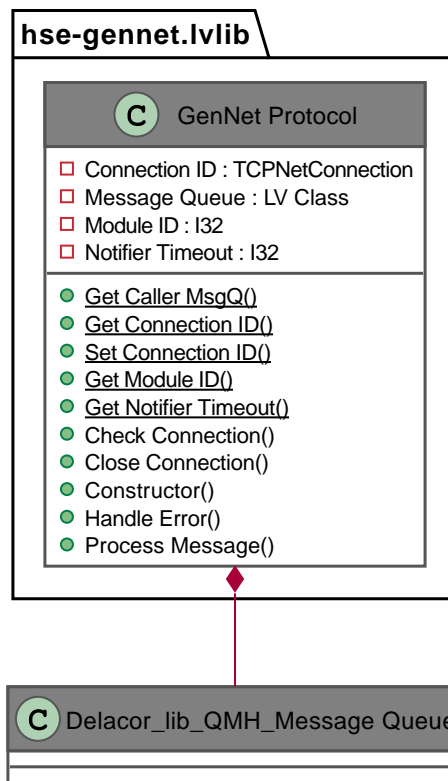 hse-gennet.lvlib
C GenNet Protocol
Connection ID : TCPNetConnection
Message Queue : LV Class
Module ID : I32
Notifier Timeout : I32
Get Caller MsgQ()
Get Connection ID()
Set Connection ID()
Get Module ID()
Get Notifier Timeout()
Check Connection()
Close Connection()
Constructor()
Handle Error()
Process Message()
C Delacor_lib_QMH_Message Queue